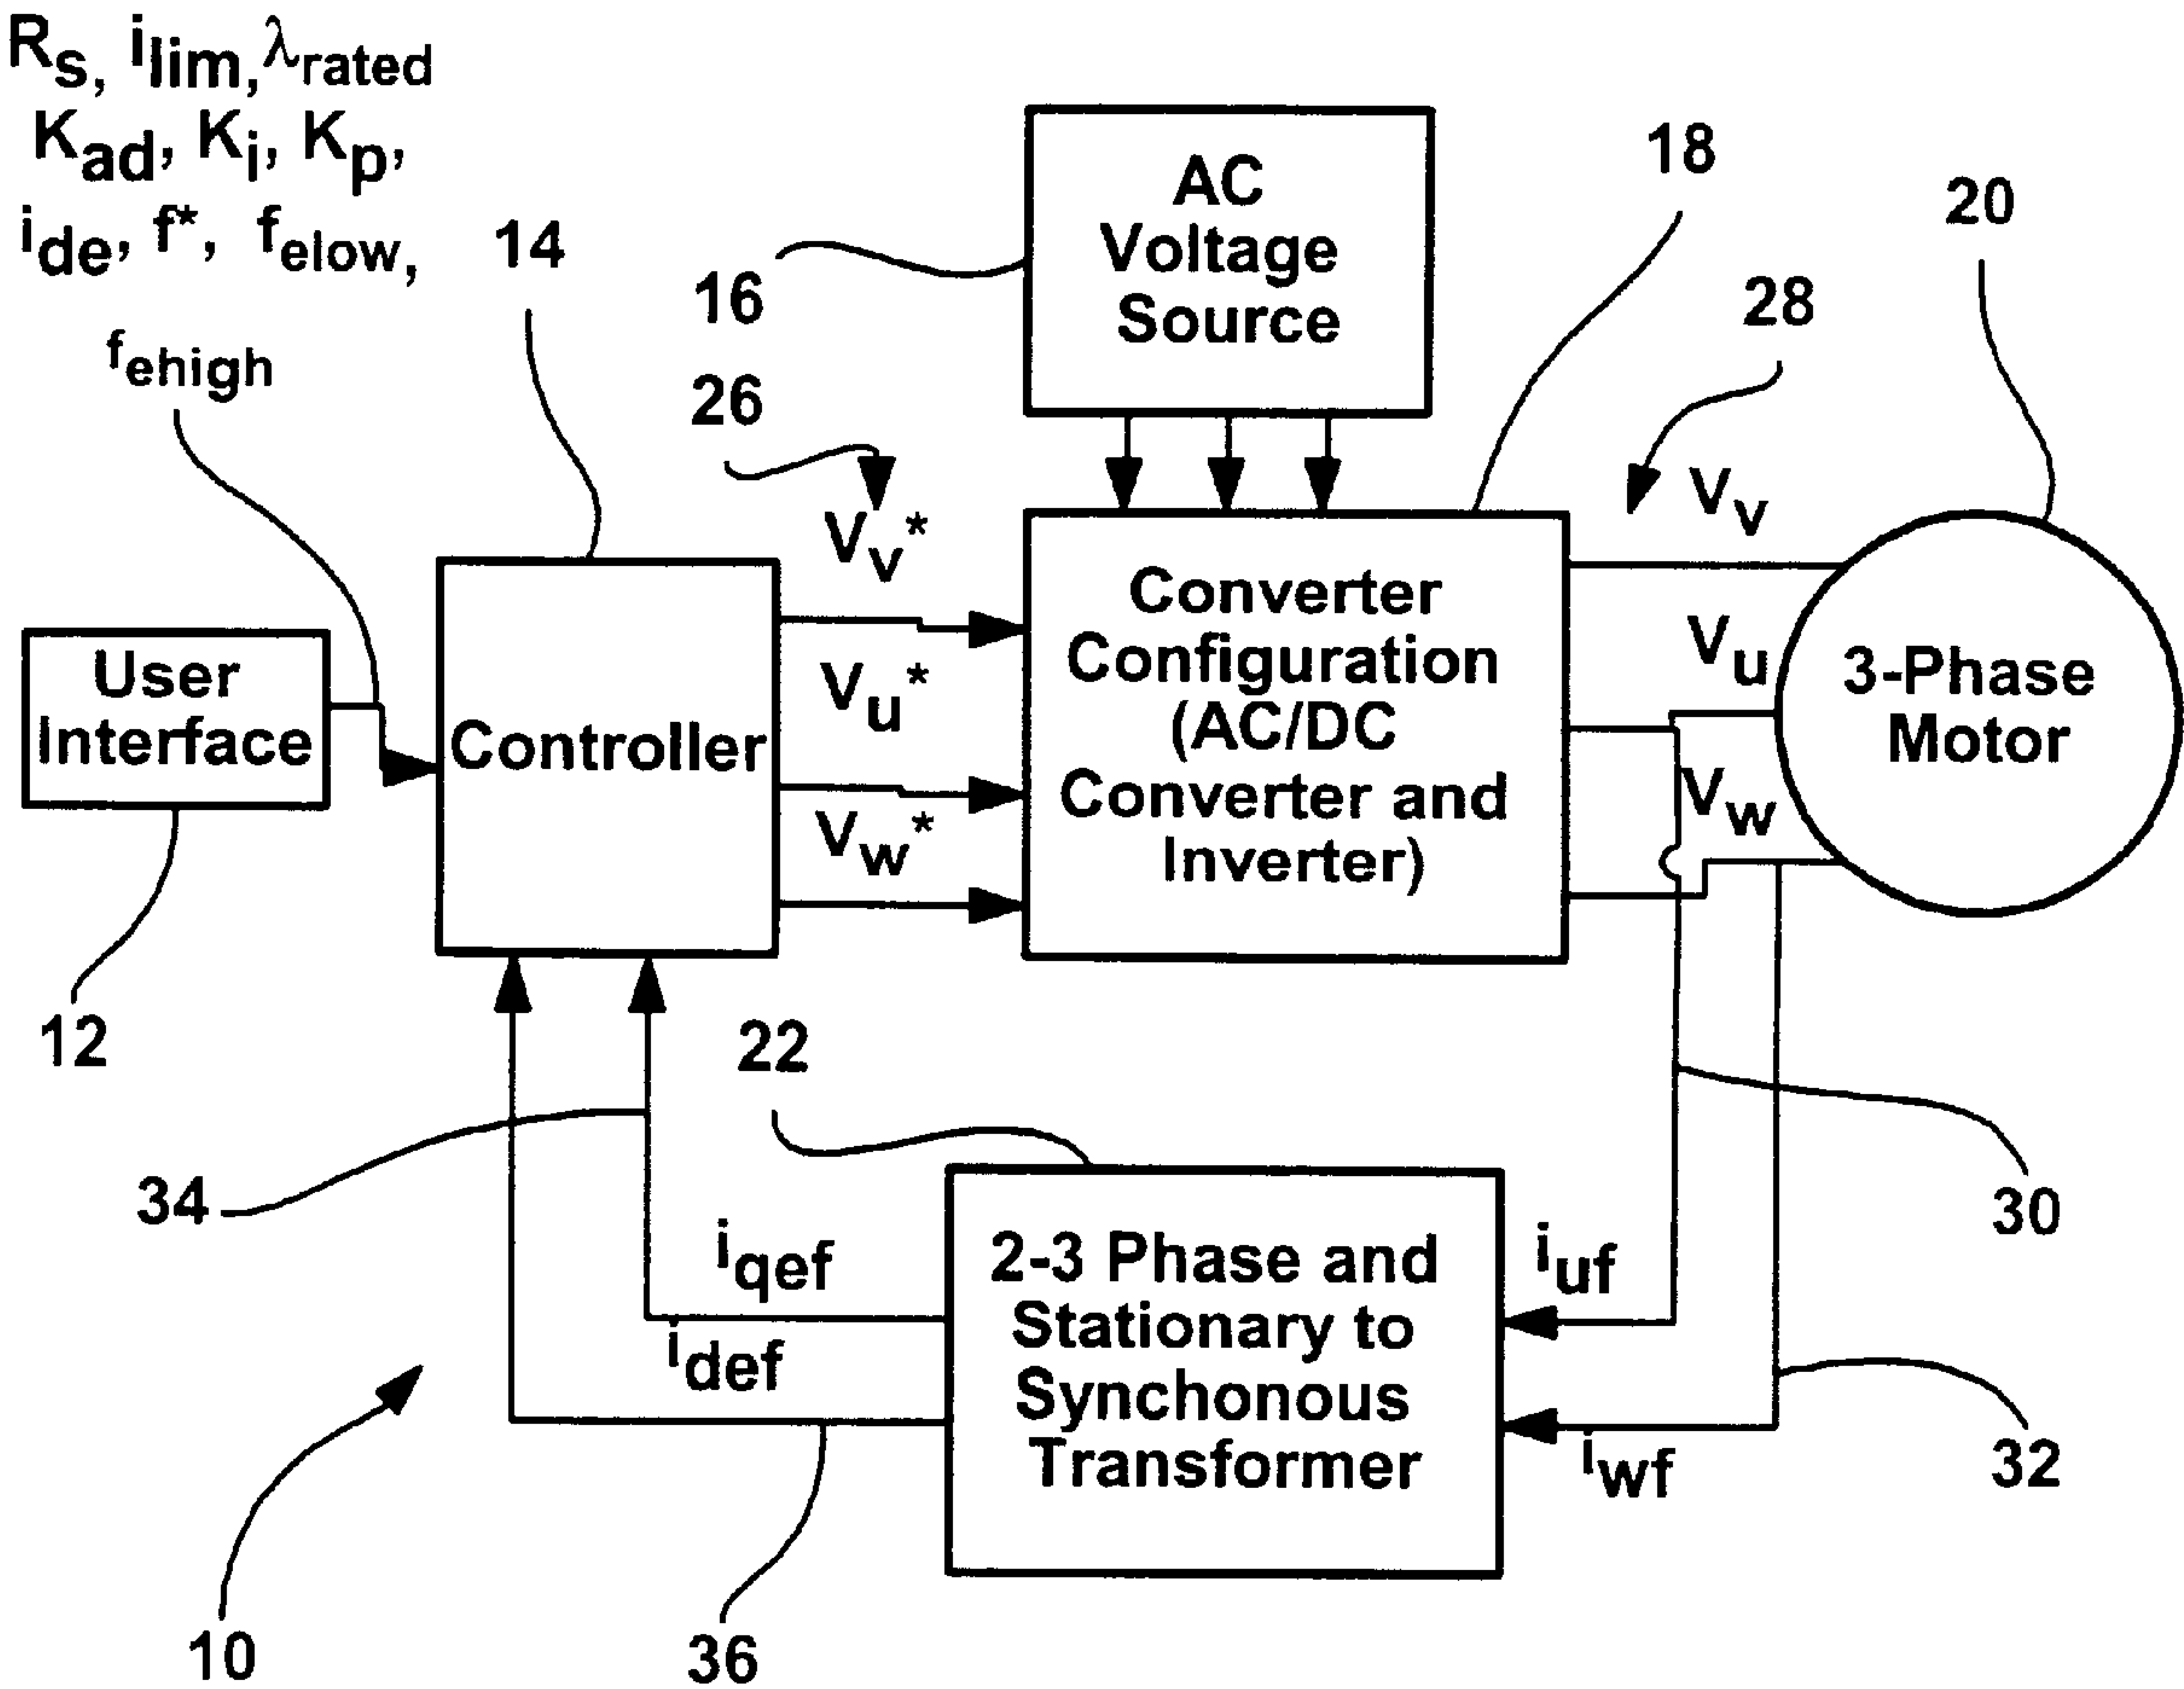 Rs, ilim, λrated
Kad, Ki, Kp,
ide, f*, felow,
fehigh
14
16
26
AC
Voltage
Source
18
20
28
User
Interface
12
Controller
Vv*
Vu*
Vw*
Converter
Configuration
(AC/DC
Converter and
Inverter)
Vv
Vu
Vw
3-Phase
Motor
22
34
30
iqef
idef
2-3 Phase and
Stationary to
Synchonous
Transformer
iuf
iwf
32
10
36